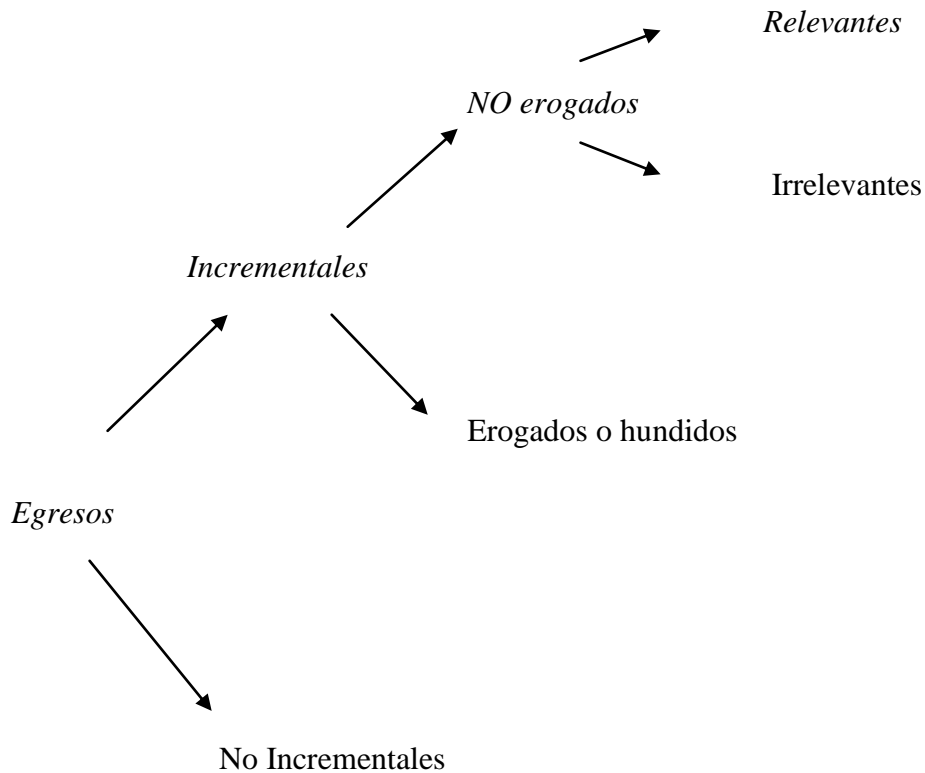 Relevantes
NO erogados
Irrelevantes
Incrementales
Erogados o hundidos
Egresos
No Incrementales